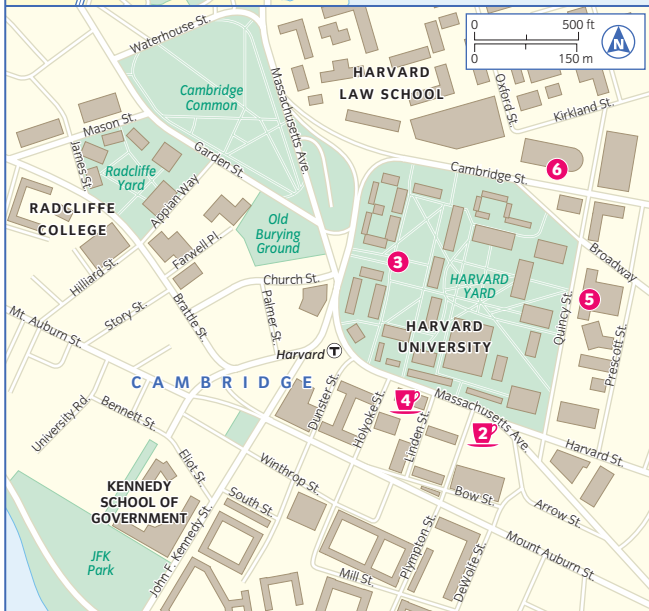 0 500 ft
0 150 m
N
Waterhouse St.
Massachusetts Ave.
HARVARD
LAW SCHOOL
Oxford St.
Kirkland St.
Cambridge
Common
Mason St.
James St.
Garden St.
Cambridge St.
6
Radcliffe
Yard
Appian Way
RADCLIFFE
COLLEGE
Old
Burying
Ground
Farwell Pl.
3
HARVARD
YARD
Broadway
Hilliard St.
Church St.
Quincy St.
5
Mt. Auburn St.
Story St.
Brattle St.
Palmer St.
HARVARD
UNIVERSITY
Prescott St.
Harvard T
CAMBRIDGE
Dunster St.
Holyoke St.
4
Linden St.
Massachusetts Ave.
2
University Rd.
Bennett St.
Eliot St.
Harvard St.
Winthrop St.
KENNEDY
SCHOOL OF
GOVERNMENT
South St.
Bow St.
Arrow St.
John F. Kennedy St.
Plympton St.
DeWolfe St.
Mount Auburn St.
JFK
Park
Mill St.